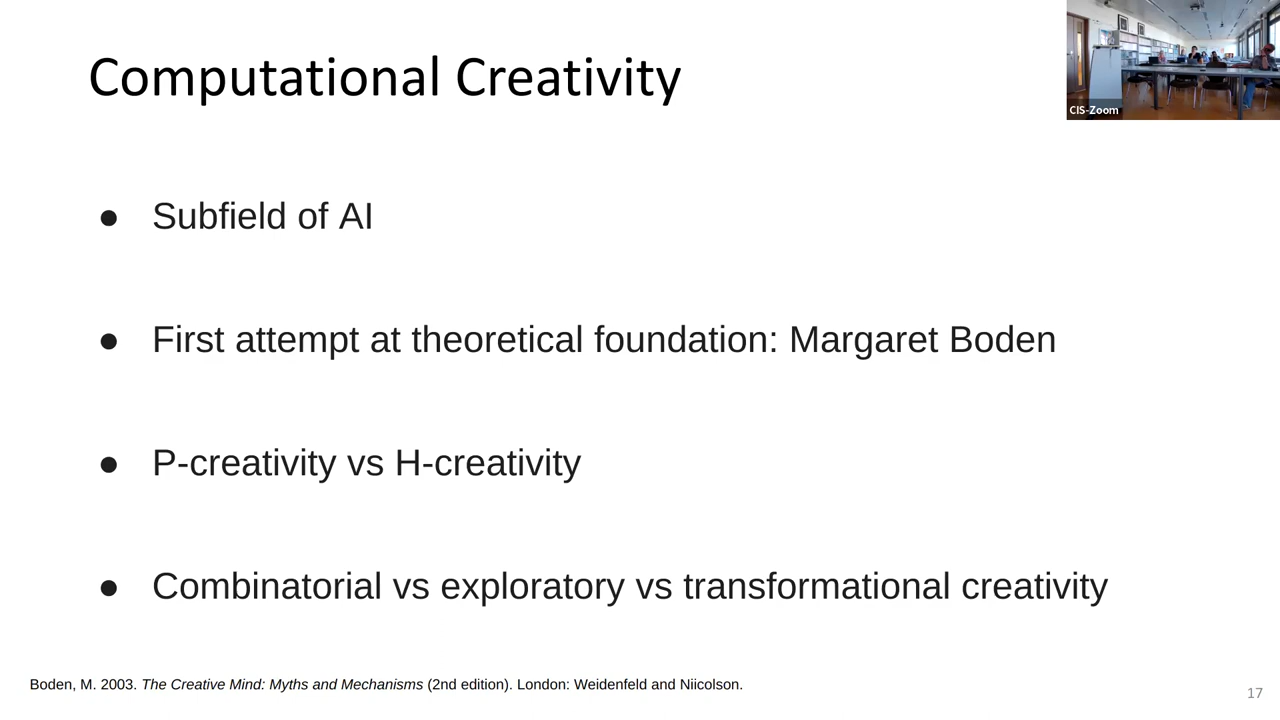 Computational Creativity
CIS-Zoom
● Subfield of AI
● First attempt at theoretical foundation: Margaret Boden
● P-creativity vs H-creativity
● Combinatorial vs exploratory vs transformational creativity
Boden, M. 2003. The Creative Mind: Myths and Mechanisms (2nd edition). London: Weidenfeld and Niicolson.
17